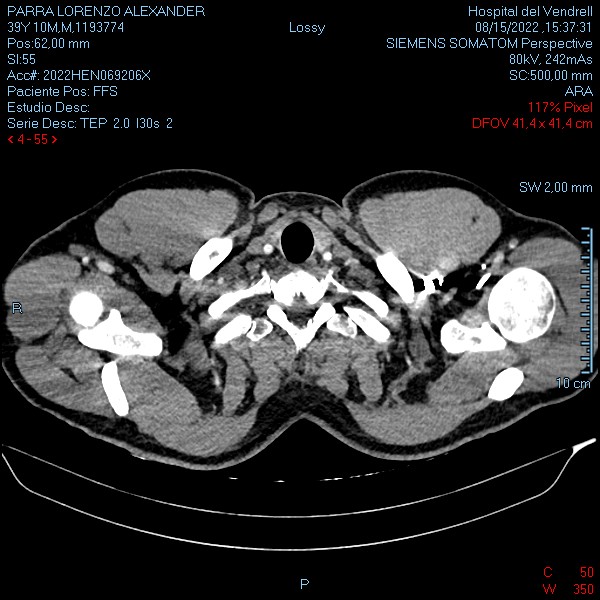 PARRA LORENZO ALEXANDER
39Y 10M,M,1193774
Pos:62,00 mm
SI:55
Acc#: 2022HEN069206X
Paciente Pos: FFS
Estudio Desc:
Serie Desc: TEP 2.0 I30s 2
< 4-55 >
Lossy
Hospital del Vendrell
08/15/2022 ,15:37:31
SIEMENS SOMATOM Perspective
80kV, 242mAs
SC:500,00 mm
ARA
117% Pixel
DFOV 41,4 x 41,4 cm
SW 2,00 mm
R
10 cm
P
C 50
W 350